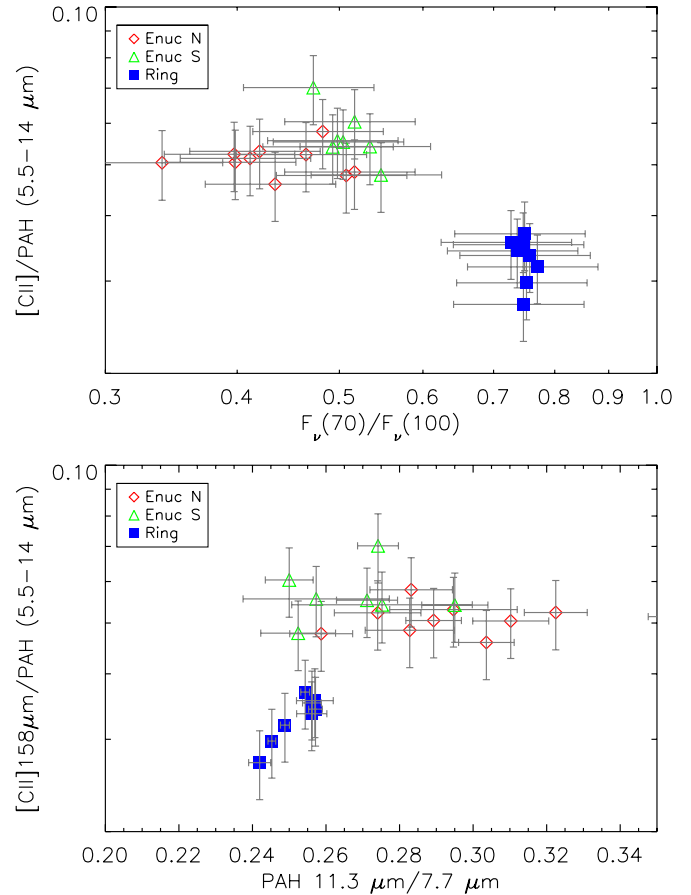 0.10
Enuc N
Enuc S
Ring
[CII]/PAH (5.5−14 μm)
0.3 0.4 0.5 0.6 0.7 0.8 0.9 1.0
Fν(70)/Fν(100)
0.10
Enuc N
Enuc S
Ring
[CII]158μm/PAH (5.5−14 μm)
0.20 0.22 0.24 0.26 0.28 0.30 0.32 0.34
PAH 11.3 μm/7.7 μm